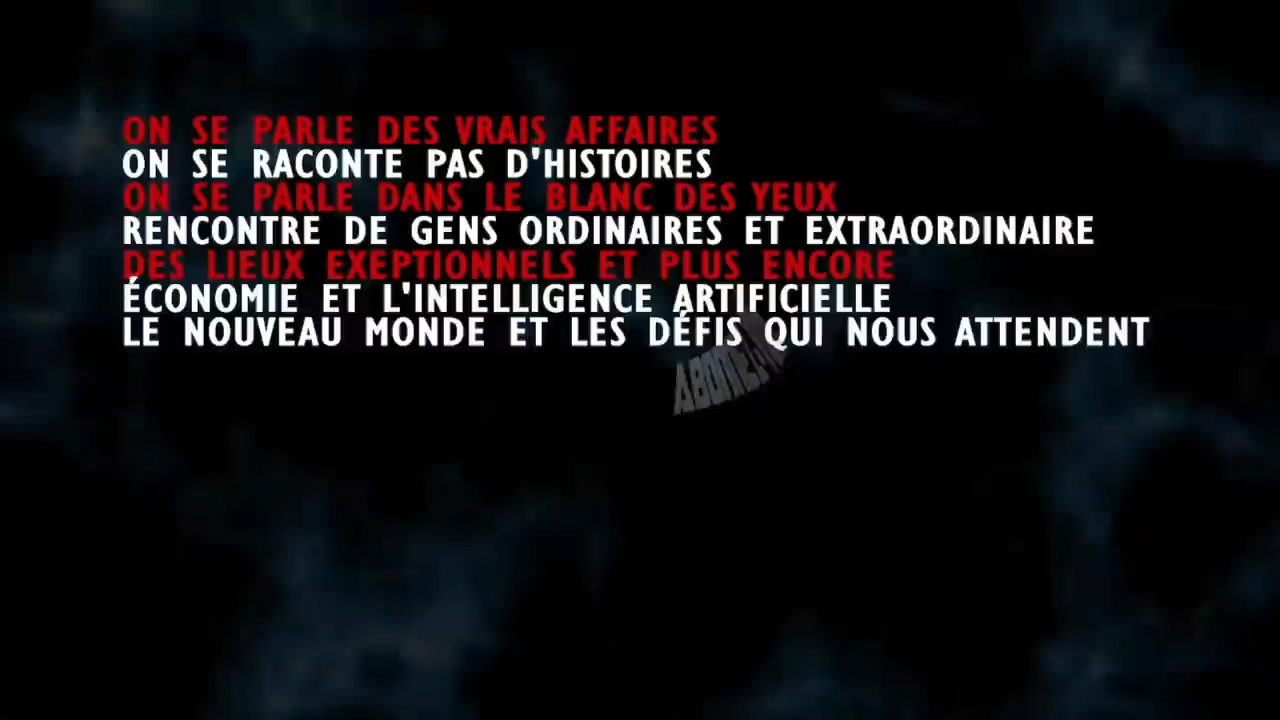 ON SE PARLE DES VRAIS AFFAIRES
ON SE RACONTE PAS D'HISTOIRES
ON SE PARLE DANS LE BLANC DES YEUX
RENCONTRE DE GENS ORDINAIRES ET EXTRAORDINAIRE
DES LIEUX EXEPTIONNELS ET PLUS ENCORE
ÉCONOMIE ET L'INTELLIGENCE ARTIFICIELLE
LE NOUVEAU MONDE ET LES DÉFIS QUI NOUS ATTENDENT